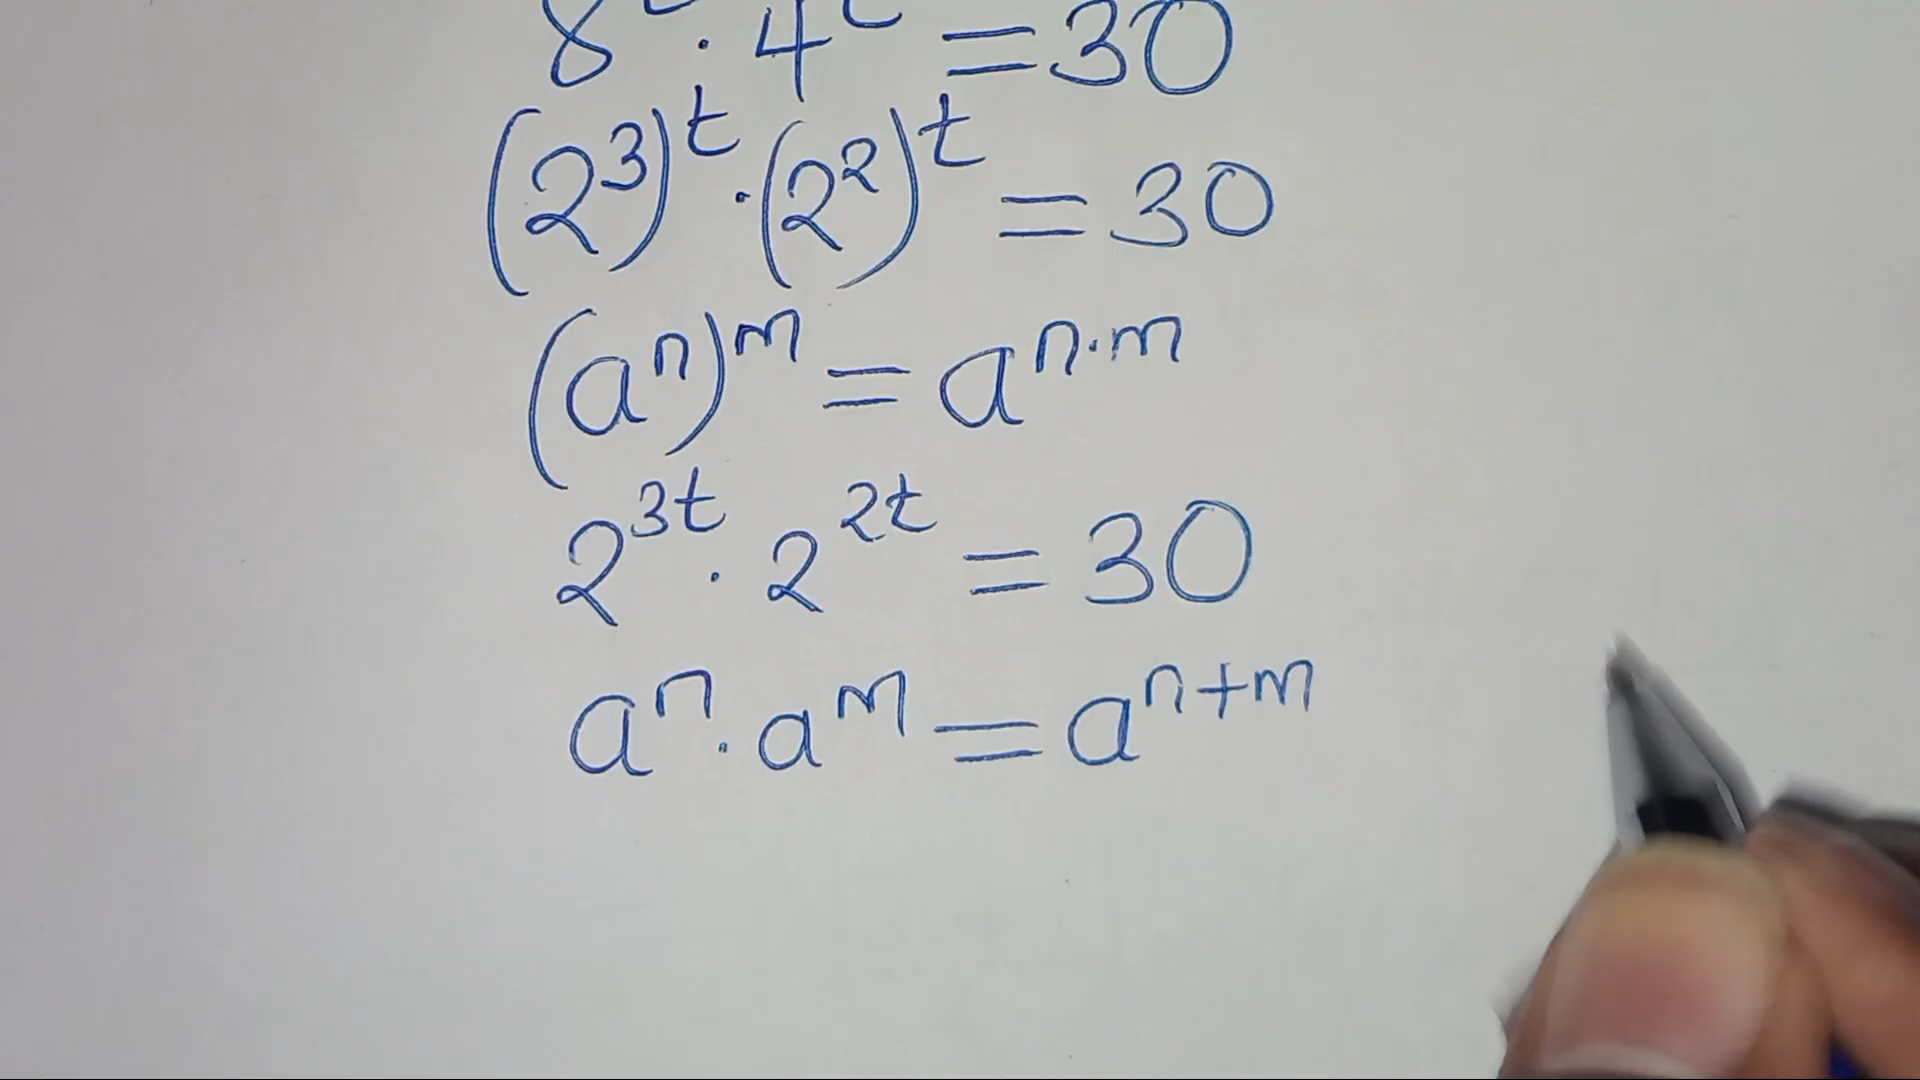 8^t · 4^t = 30
(2^3)^t · (2^2)^t = 30
(a^n)^m = a^{n·m}
2^{3t} · 2^{2t} = 30
a^n · a^m = a^{n+m}